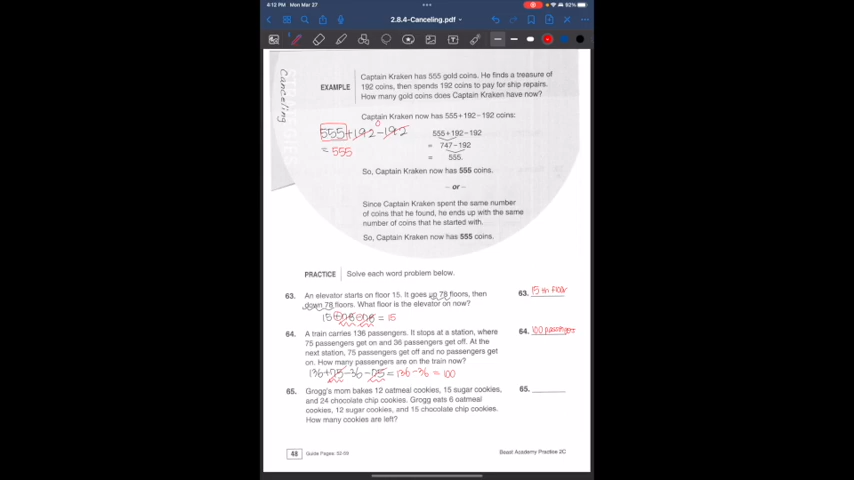 4:12 PM Mon Mar 27
92%
2.8.4-Canceling.pdf
Canceling
EXAMPLE
Captain Kraken has 555 gold coins. He finds a treasure of
192 coins, then spends 192 coins to pay for ship repairs.
How many gold coins does Captain Kraken have now?
Captain Kraken now has 555+192−192 coins:
0
555+192−192
= 555
555+192−192
= 747−192
= 555.
So, Captain Kraken now has 555 coins.
– or –
Since Captain Kraken spent the same number
of coins that he found, he ends up with the same
number of coins that he started with.
So, Captain Kraken now has 555 coins.
PRACTICE Solve each word problem below.
63. An elevator starts on floor 15. It goes up 78 floors, then
down 78 floors. What floor is the elevator on now?
63. 15th floor
15+78−78 = 15
64. A train carries 136 passengers. It stops at a station, where
75 passengers get on and 36 passengers get off. At the
next station, 75 passengers get off and no passengers get
on. How many passengers are on the train now?
64. 100 passengers
136+75−36−75 = 136−36 = 100
65. Grogg's mom bakes 12 oatmeal cookies, 15 sugar cookies,
and 24 chocolate chip cookies. Grogg eats 6 oatmeal
cookies, 12 sugar cookies, and 15 chocolate chip cookies.
How many cookies are left?
65.
48 Guide Pages: 52-59
Beast Academy Practice 2C